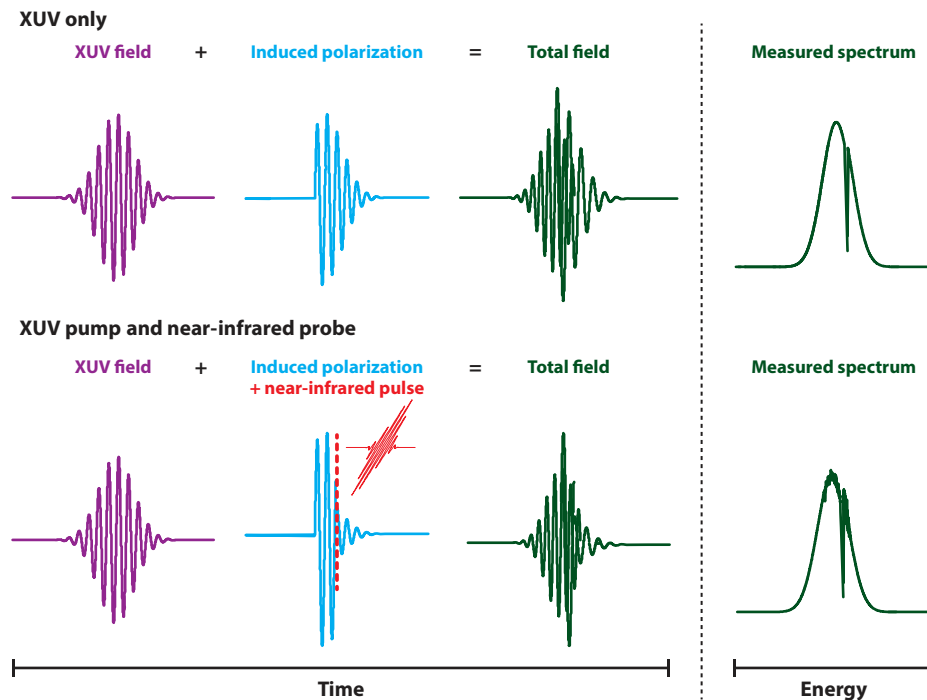 XUV only
XUV field + Induced polarization = Total field Measured spectrum
XUV pump and near-infrared probe
XUV field + Induced polarization = Total field Measured spectrum
+ near-infrared pulse
Time Energy